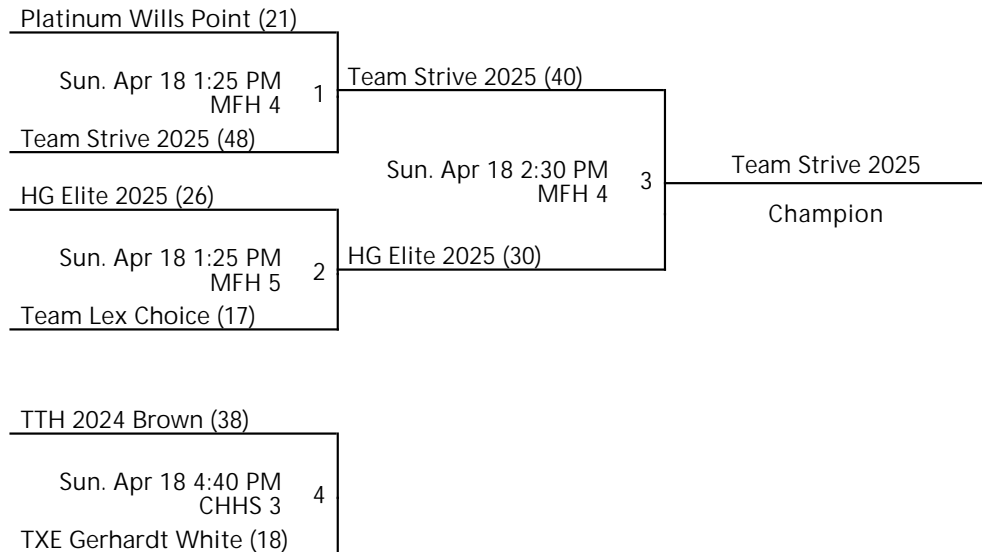 Platinum Wills Point (21)
Sun. Apr 18 1:25 PM
MFH 4
1
Team Strive 2025 (40)
Team Strive 2025 (48)
Sun. Apr 18 2:30 PM
MFH 4
3
Team Strive 2025
Champion
HG Elite 2025 (26)
Sun. Apr 18 1:25 PM
MFH 5
2
HG Elite 2025 (30)
Team Lex Choice (17)
TTH 2024 Brown (38)
Sun. Apr 18 4:40 PM
CHHS 3
4
TXE Gerhardt White (18)